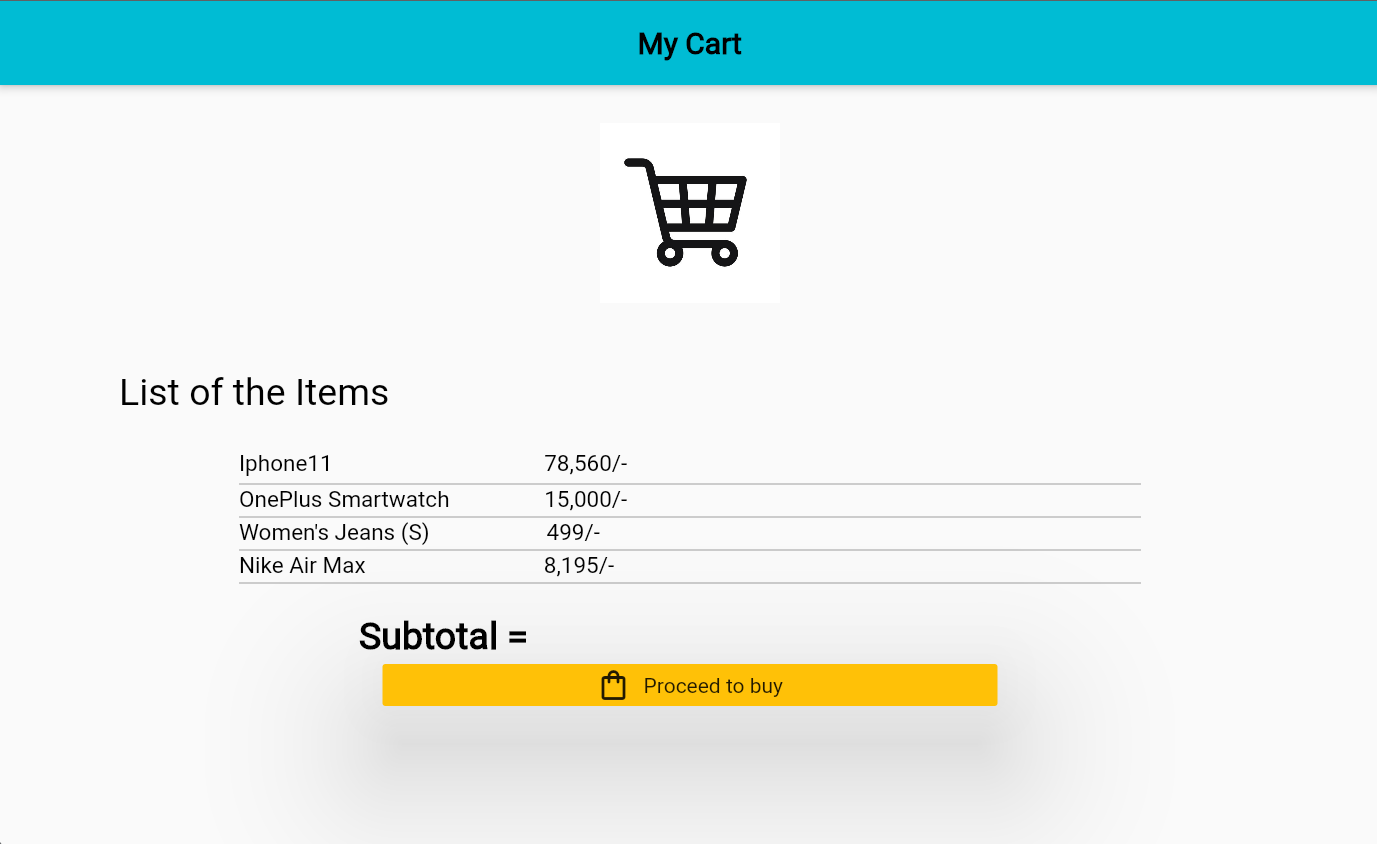 My Cart
List of the Items
Iphone11 78,560/-
OnePlus Smartwatch 15,000/-
Women's Jeans (S) 499/-
Nike Air Max 8,195/-
Subtotal =
Proceed to buy